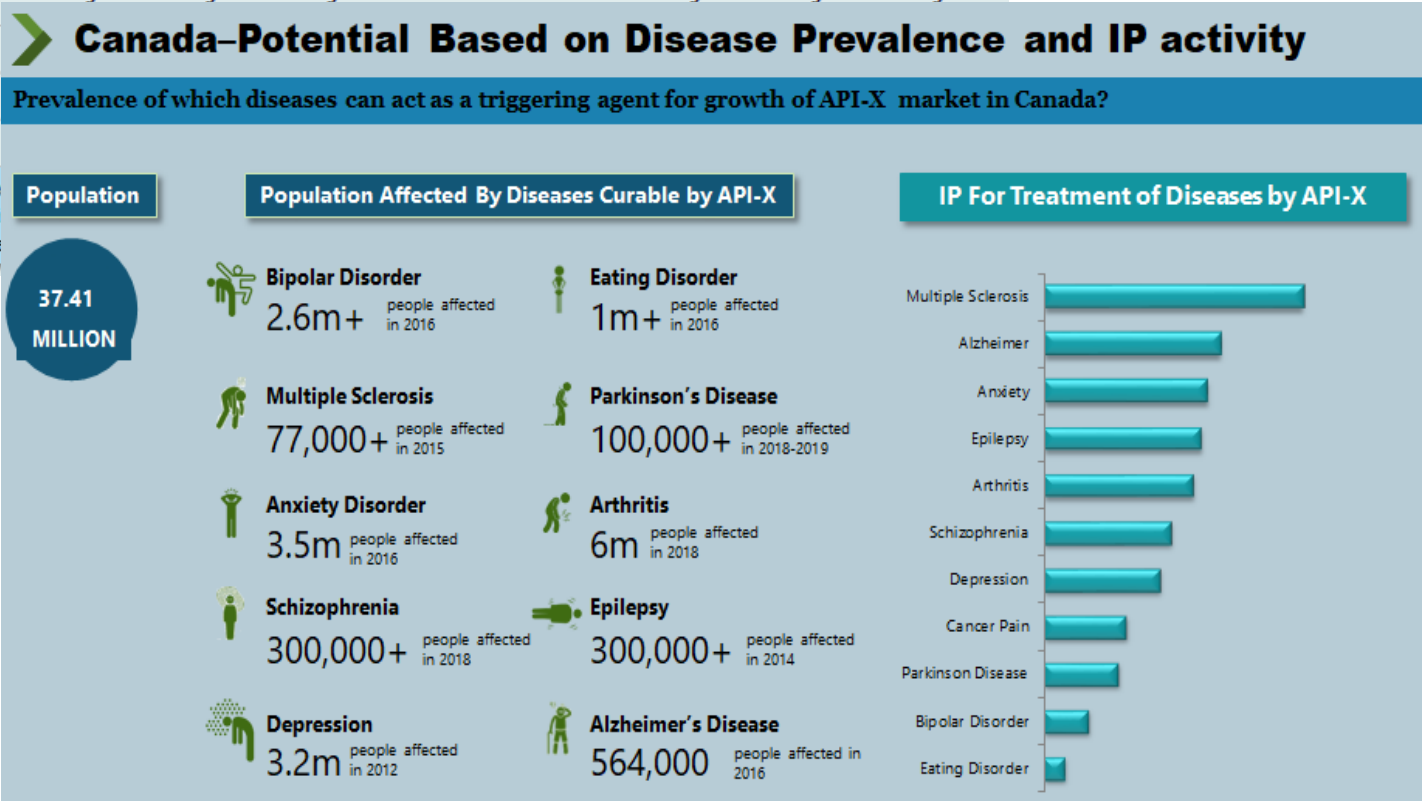 Canada–Potential Based on Disease Prevalence and IP activity
Prevalence of which diseases can act as a triggering agent for growth of API-X market in Canada?
Population
37.41
MILLION
Population Affected By Diseases Curable by API-X
Bipolar Disorder
2.6m+ people affected
in 2016
Eating Disorder
1m+ people affected
in 2016
Multiple Sclerosis
77,000+ people affected
in 2015
Parkinson's Disease
100,000+ people affected
in 2018-2019
Anxiety Disorder
3.5m people affected
in 2016
Arthritis
6m people affected
in 2018
Schizophrenia
300,000+ people affected
in 2018
Epilepsy
300,000+ people affected
in 2014
Depression
3.2m people affected
in 2012
Alzheimer's Disease
564,000 people affected in
2016
IP For Treatment of Diseases by API-X
Multiple Sclerosis
Alzheimer
Anxiety
Epilepsy
Arthritis
Schizophrenia
Depression
Cancer Pain
Parkinson Disease
Bipolar Disorder
Eating Disorder